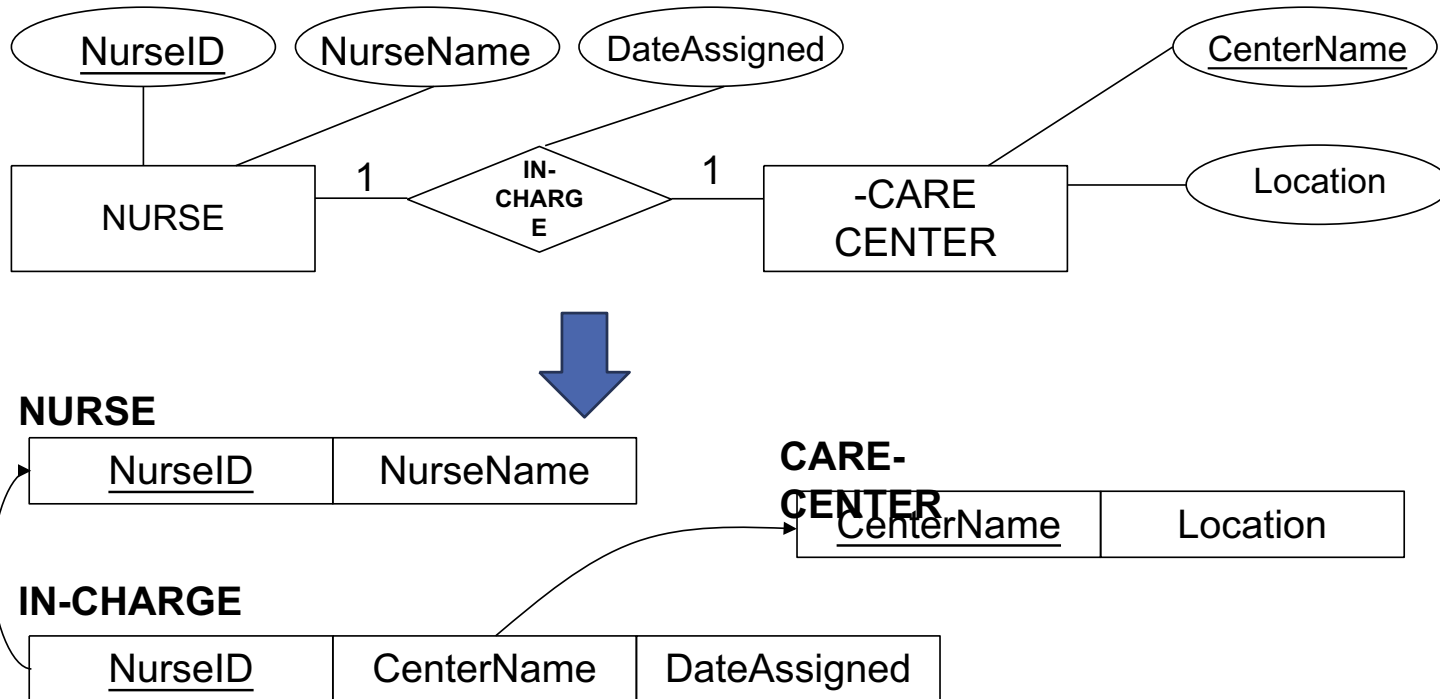 NurseID
NurseName
DateAssigned
CenterName
NURSE
1
IN-
CHARG
E
1
-CARE
CENTER
Location
NURSE
NurseID
NurseName
CARE-
CENTER
CenterName
Location
IN-CHARGE
NurseID
CenterName
DateAssigned